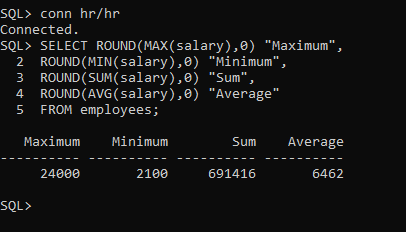 SQL> conn hr/hr
Connected.
SQL> SELECT ROUND(MAX(salary),0) "Maximum",
  2  ROUND(MIN(salary),0) "Minimum",
  3  ROUND(SUM(salary),0) "Sum",
  4  ROUND(AVG(salary),0) "Average"
  5  FROM employees;

   Maximum    Minimum        Sum    Average
---------- ---------- ---------- ----------
     24000       2100     691416       6462

SQL>